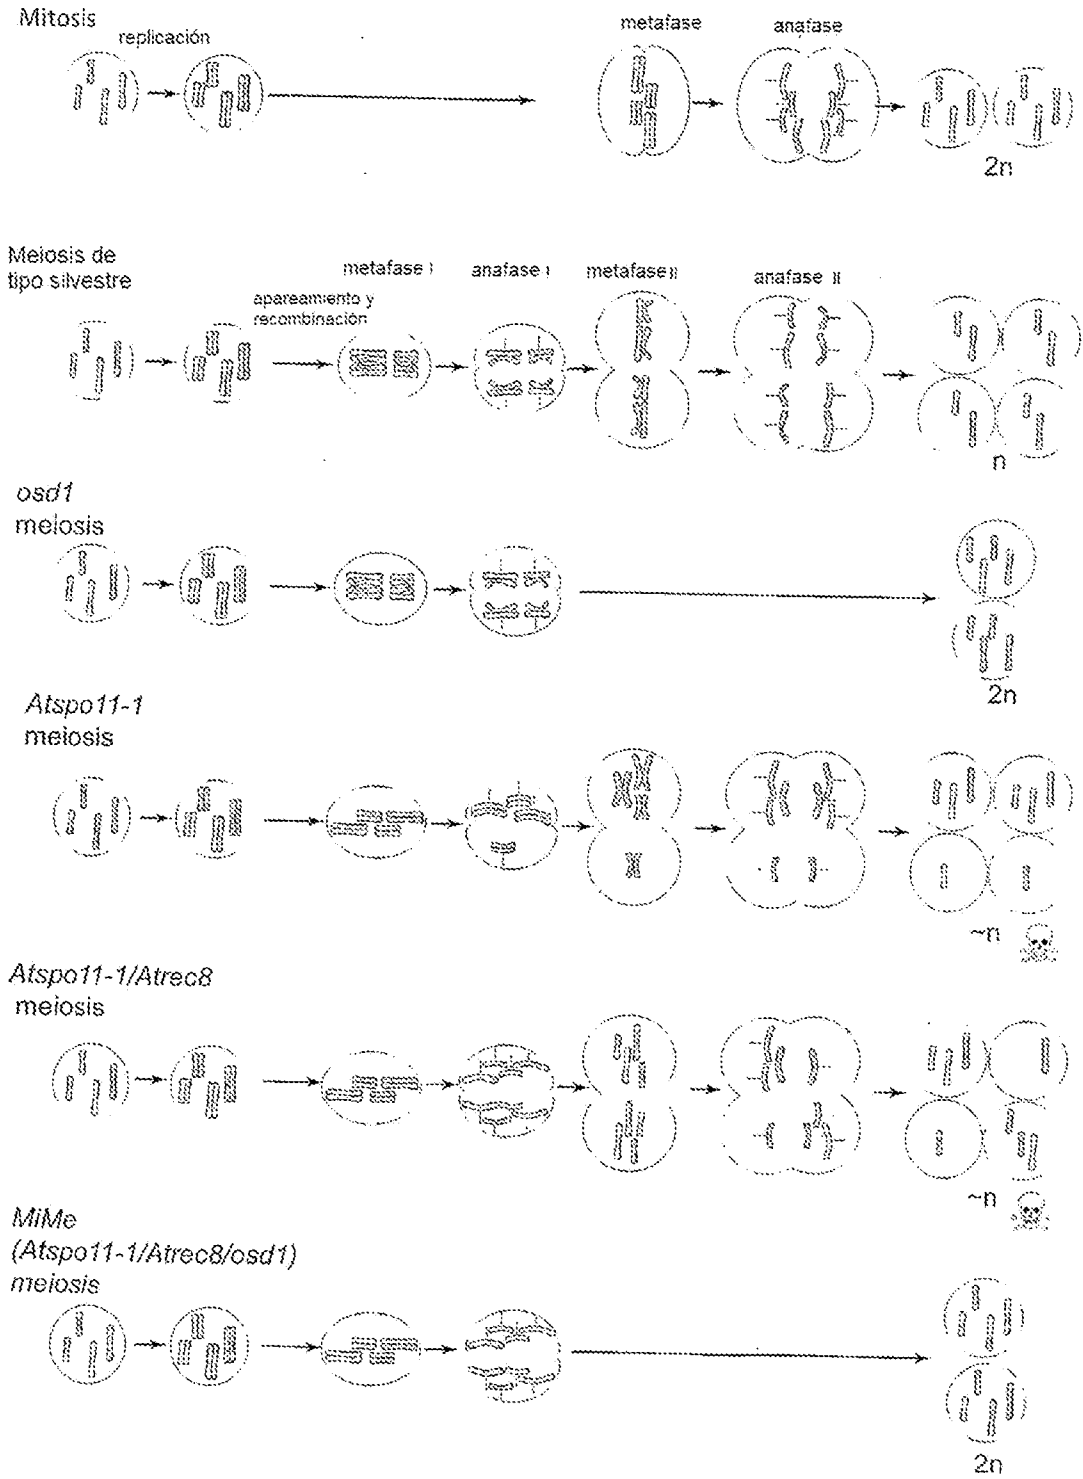 Mitosis
replicación
metafase
anafase
2n
Meiosis de
tipo silvestre
apareamiento y
recombinación
metafase I
anafase I
metafase II
anafase II
n
osd1
meiosis
2n
Atspo11-1
meiosis
~n
Atspo11-1/Atrec8
meiosis
~n
MiMe
(Atspo11-1/Atrec8/osd1)
meiosis
2n